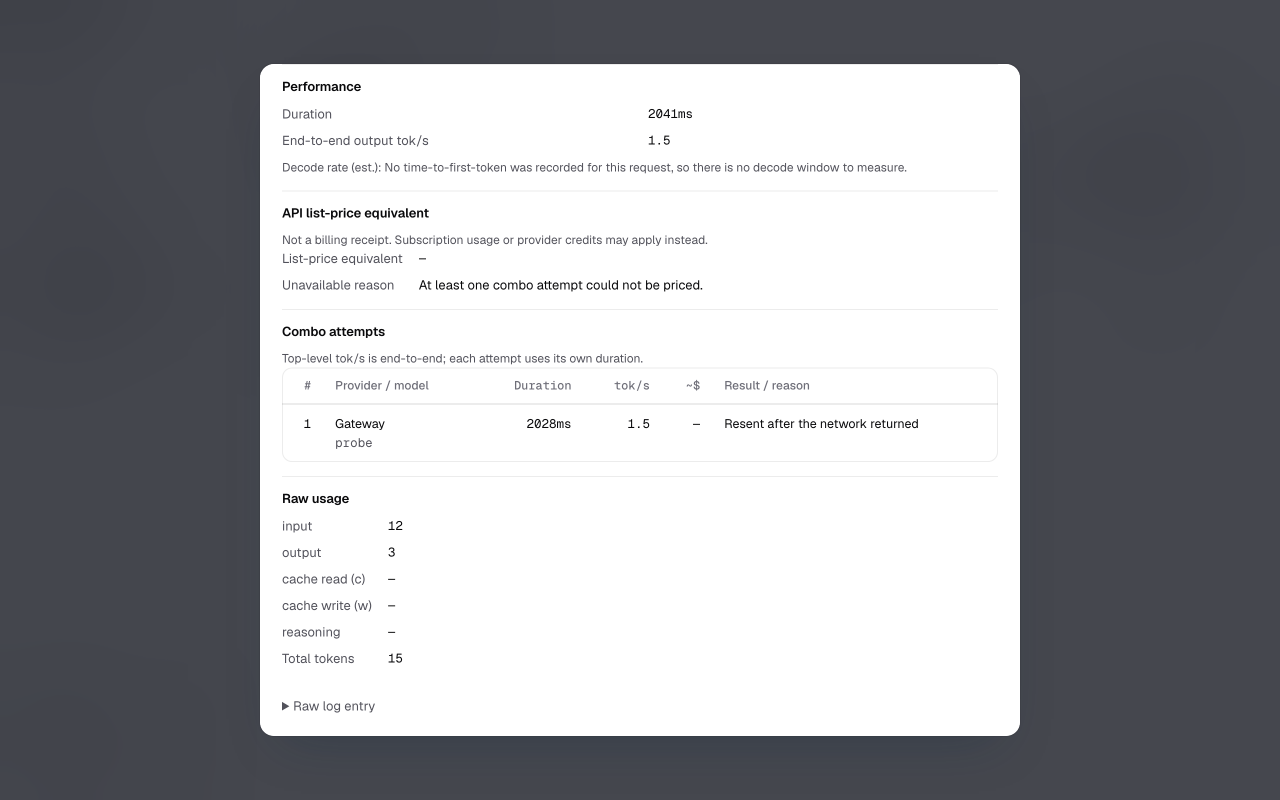 Performance
Duration 2041ms
End-to-end output tok/s 1.5
Decode rate (est.): No time-to-first-token was recorded for this request, so there is no decode window to measure.
API list-price equivalent
Not a billing receipt. Subscription usage or provider credits may apply instead.
List-price equivalent –
Unavailable reason At least one combo attempt could not be priced.
Combo attempts
Top-level tok/s is end-to-end; each attempt uses its own duration.
# Provider / model Duration tok/s ~$ Result / reason
1 Gateway 2028ms 1.5 – Resent after the network returned
probe
Raw usage
input 12
output 3
cache read (c) –
cache write (w) –
reasoning –
Total tokens 15
▶ Raw log entry